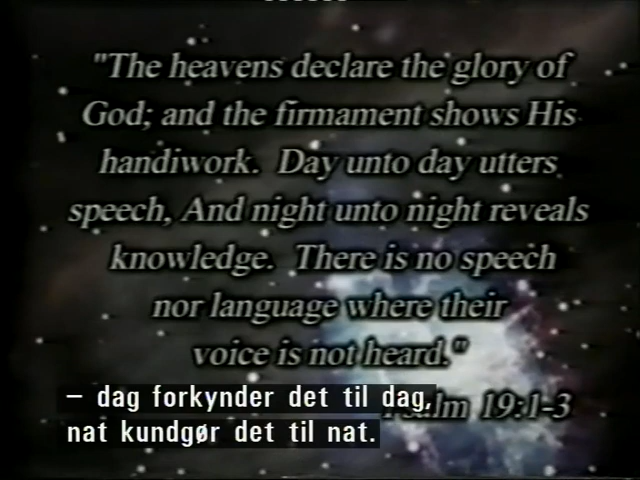 "The heavens declare the glory of
God; and the firmament shows His
handiwork. Day unto day utters
speech, And night unto night reveals
knowledge. There is no speech
nor language where their
voice is not heard."
19:1-3
– dag forkynder det til dag,
nat kundgør det til nat.